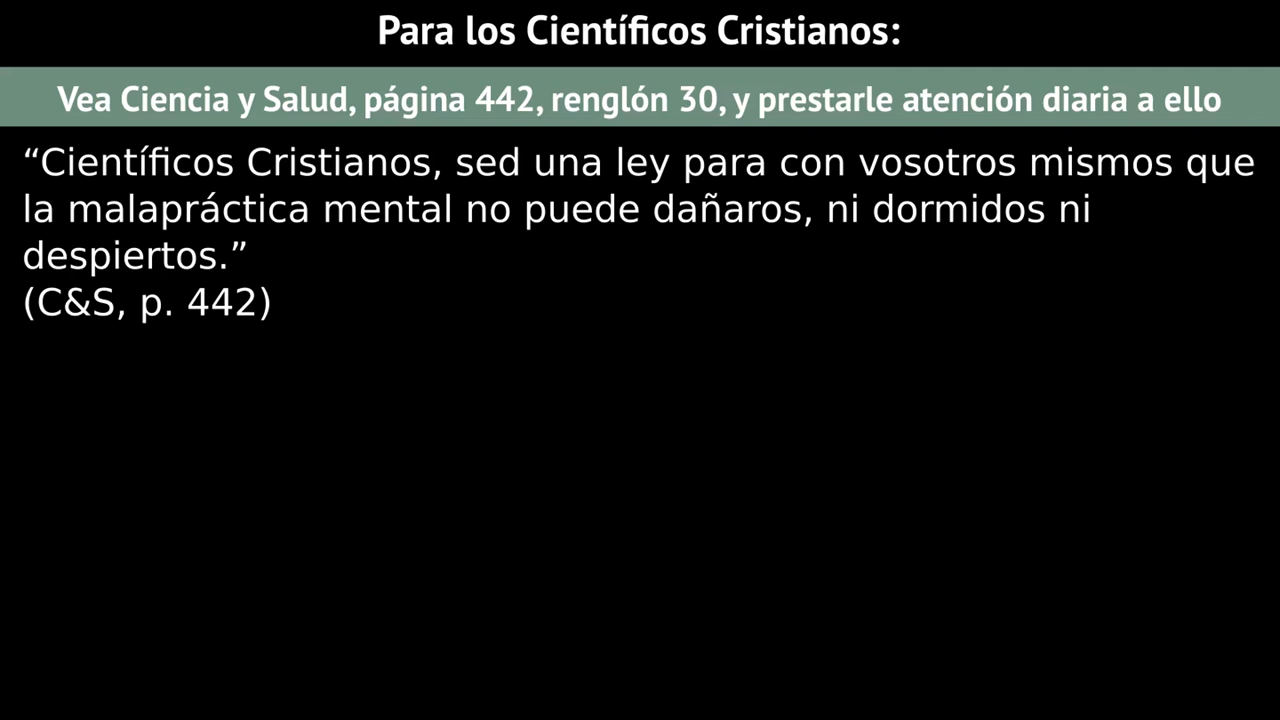 Para los Científicos Cristianos:
Vea Ciencia y Salud, página 442, renglón 30, y prestarle atención diaria a ello
“Científicos Cristianos, sed una ley para con vosotros mismos que
la malapráctica mental no puede dañaros, ni dormidos ni
despiertos.”
(C&S, p. 442)